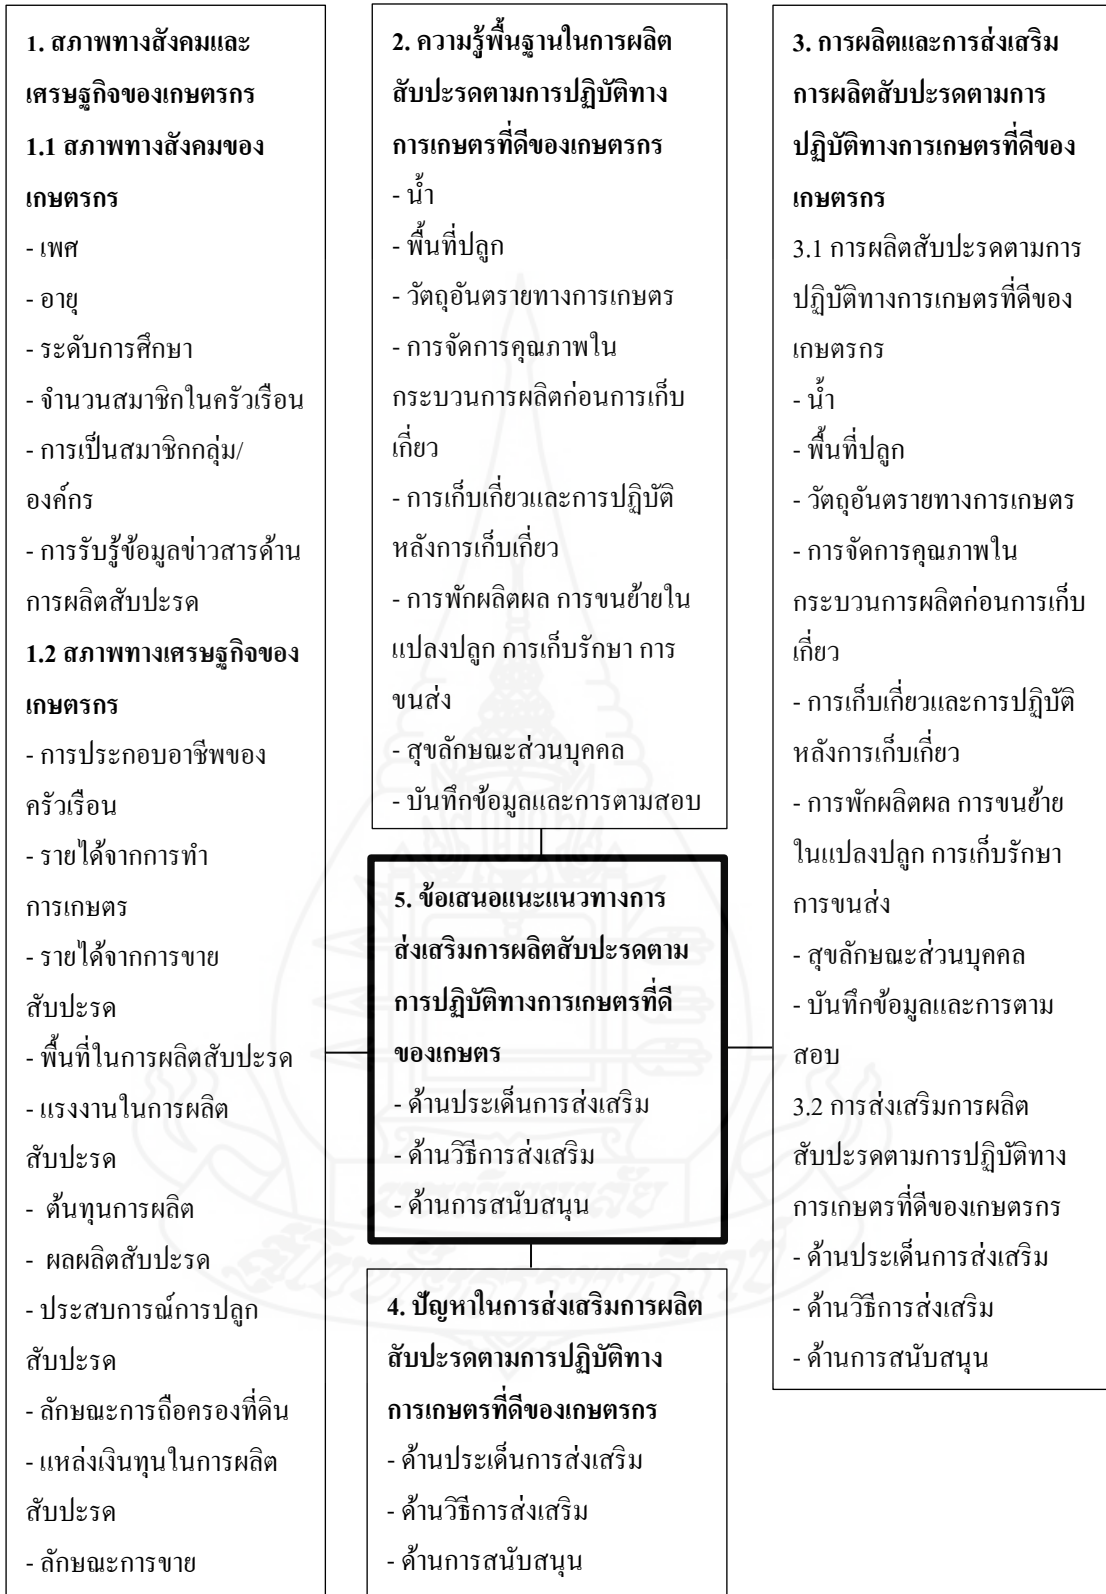 1. สภาพทางสังคมและ
เศรษฐกิจของเกษตรกร
1.1 สภาพทางสังคมของ
เกษตรกร
- เพศ
- อายุ
- ระดับการศึกษา
- จำนวนสมาชิกในครัวเรือน
- การเป็นสมาชิกกลุ่ม/
องค์กร
- การรับรู้ข้อมูลข่าวสารด้าน
การผลิตสับปะรด
1.2 สภาพทางเศรษฐกิจของ
เกษตรกร
- การประกอบอาชีพของ
ครัวเรือน
- รายได้จากการทำ
การเกษตร
- รายได้จากการขาย
สับปะรด
- พื้นที่ในการผลิตสับปะรด
- แรงงานในการผลิต
สับปะรด
- ต้นทุนการผลิต
- ผลผลิตสับปะรด
- ประสบการณ์การปลูก
สับปะรด
- ลักษณะการถือครองที่ดิน
- แหล่งเงินทุนในการผลิต
สับปะรด
- ลักษณะการขาย
2. ความรู้พื้นฐานในการผลิต
สับปะรดตามการปฏิบัติทาง
การเกษตรที่ดีของเกษตรกร
- น้ำ
- พื้นที่ปลูก
- วัตถุอันตรายทางการเกษตร
- การจัดการคุณภาพใน
กระบวนการผลิตก่อนการเก็บ
เกี่ยว
- การเก็บเกี่ยวและการปฏิบัติ
หลังการเก็บเกี่ยว
- การพักผลิตผล การขนย้ายใน
แปลงปลูก การเก็บรักษา การ
ขนส่ง
- สุขลักษณะส่วนบุคคล
- บันทึกข้อมูลและการตามสอบ
5. ข้อเสนอแนะแนวทางการ
ส่งเสริมการผลิตสับปะรดตาม
การปฏิบัติทางการเกษตรที่ดี
ของเกษตร
- ด้านประเด็นการส่งเสริม
- ด้านวิธีการส่งเสริม
- ด้านการสนับสนุน
4. ปัญหาในการส่งเสริมการผลิต
สับปะรดตามการปฏิบัติทาง
การเกษตรที่ดีของเกษตรกร
- ด้านประเด็นการส่งเสริม
- ด้านวิธีการส่งเสริม
- ด้านการสนับสนุน
3. การผลิตและการส่งเสริม
การผลิตสับปะรดตามการ
ปฏิบัติทางการเกษตรที่ดีของ
เกษตรกร
3.1 การผลิตสับปะรดตามการ
ปฏิบัติทางการเกษตรที่ดีของ
เกษตรกร
- น้ำ
- พื้นที่ปลูก
- วัตถุอันตรายทางการเกษตร
- การจัดการคุณภาพใน
กระบวนการผลิตก่อนการเก็บ
เกี่ยว
- การเก็บเกี่ยวและการปฏิบัติ
หลังการเก็บเกี่ยว
- การพักผลิตผล การขนย้าย
ในแปลงปลูก การเก็บรักษา
การขนส่ง
- สุขลักษณะส่วนบุคคล
- บันทึกข้อมูลและการตาม
สอบ
3.2 การส่งเสริมการผลิต
สับปะรดตามการปฏิบัติทาง
การเกษตรที่ดีของเกษตรกร
- ด้านประเด็นการส่งเสริม
- ด้านวิธีการส่งเสริม
- ด้านการสนับสนุน